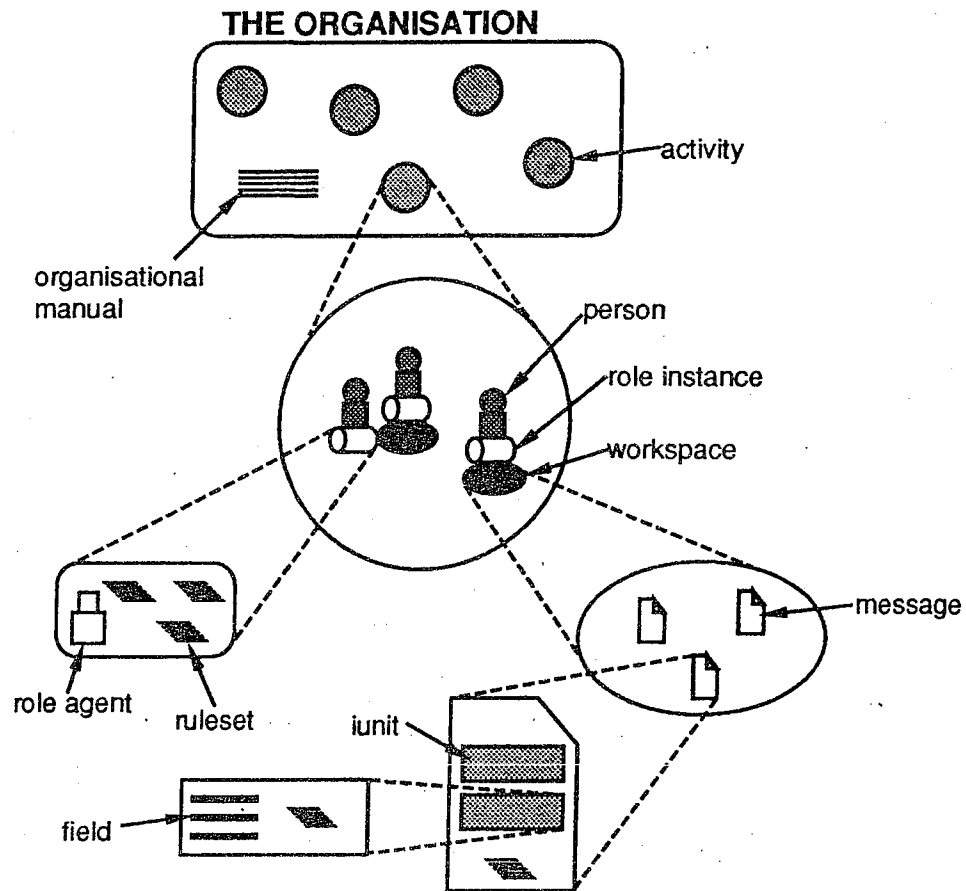 THE ORGANISATION
activity
organisational
manual
person
role instance
workspace
message
role agent
ruleset
iunit
field